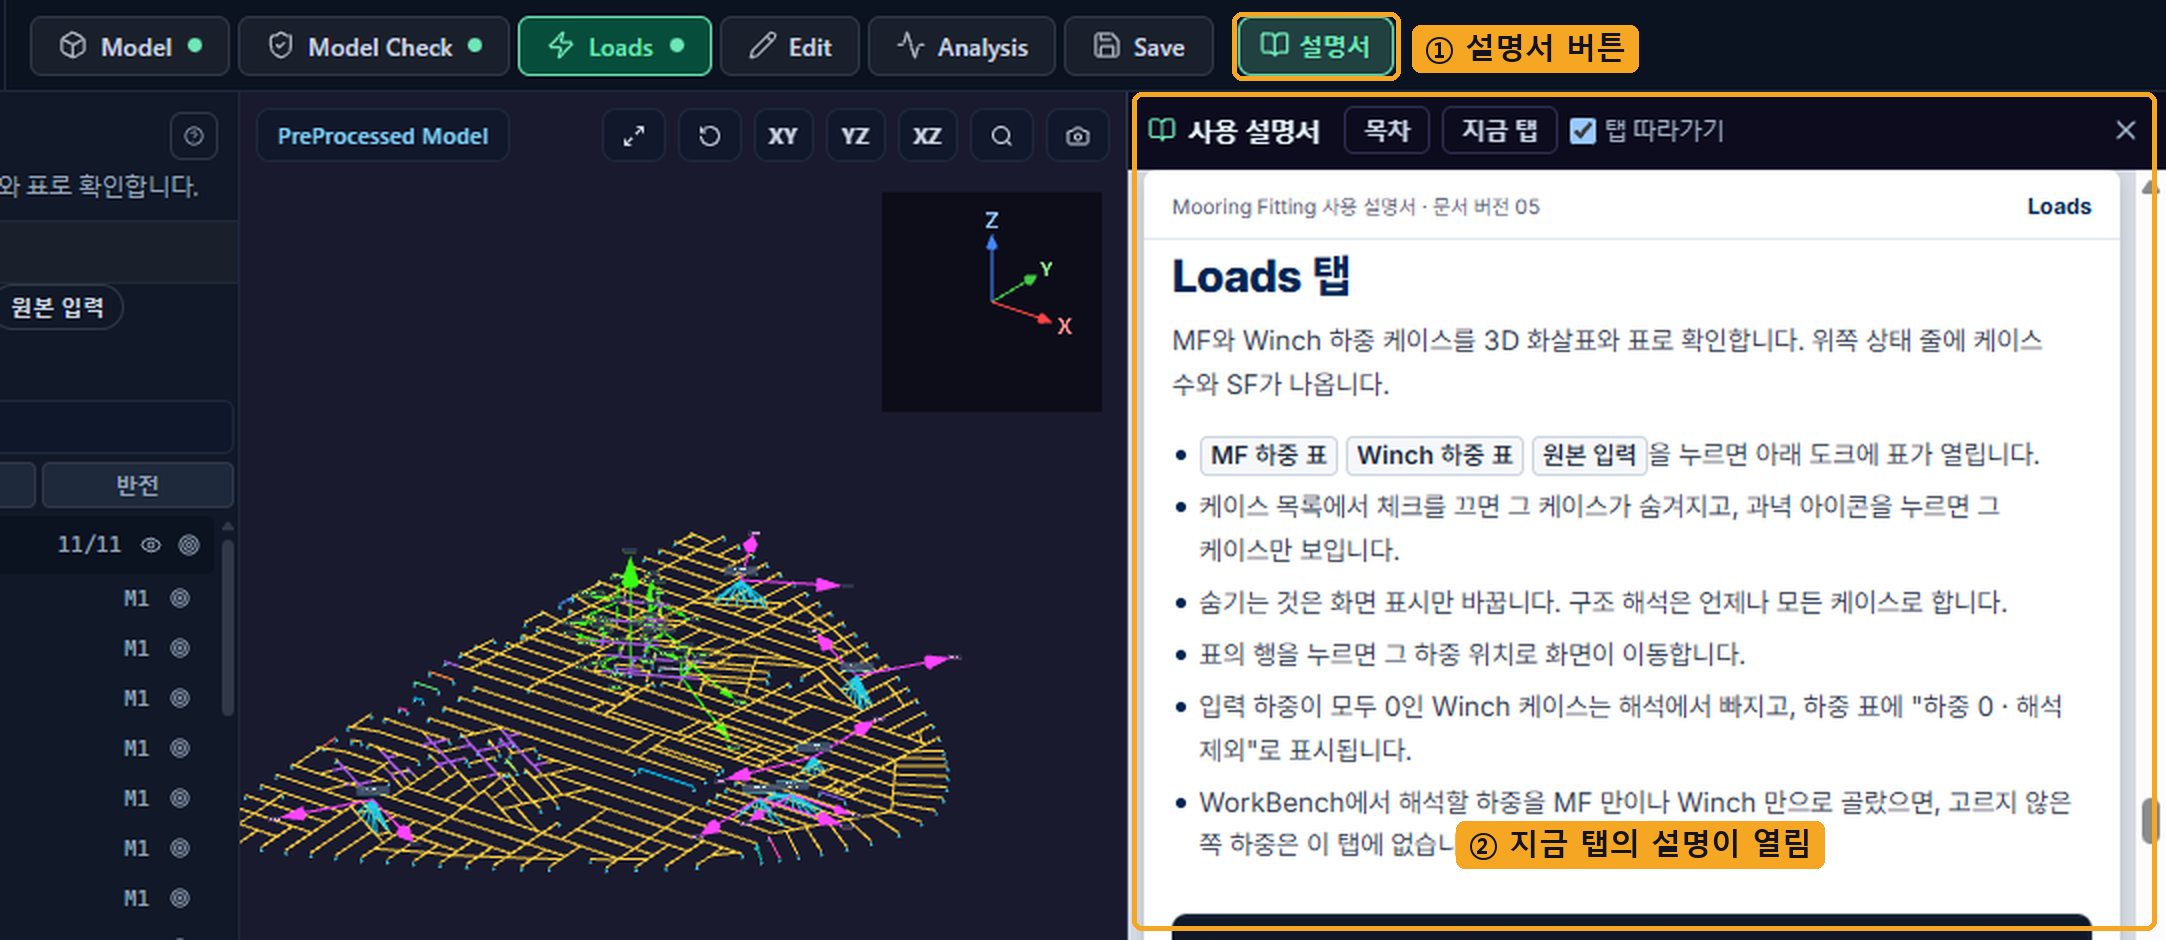 Model
Model Check
Loads
Edit
Analysis
Save
설명서
① 설명서 버튼
와 표로 확인합니다.
원본 입력
반전
11/11
M1
M1
M1
M1
M1
M1
M1
PreProcessed Model
XY
YZ
XZ
Z
Y
X
사용 설명서
목차
지금 탭
탭 따라가기
Mooring Fitting 사용 설명서 · 문서 버전 05
Loads
Loads 탭
MF와 Winch 하중 케이스를 3D 화살표와 표로 확인합니다. 위쪽 상태 줄에 케이스
수와 SF가 나옵니다.
MF 하중 표 Winch 하중 표 원본 입력을 누르면 아래 도크에 표가 열립니다.
케이스 목록에서 체크를 끄면 그 케이스가 숨겨지고, 과녁 아이콘을 누르면 그
케이스만 보입니다.
숨기는 것은 화면 표시만 바꿉니다. 구조 해석은 언제나 모든 케이스로 합니다.
표의 행을 누르면 그 하중 위치로 화면이 이동합니다.
입력 하중이 모두 0인 Winch 케이스는 해석에서 빠지고, 하중 표에 "하중 0 · 해석
제외"로 표시됩니다.
WorkBench에서 해석할 하중을 MF 만이나 Winch 만으로 골랐으면, 고르지 않은
쪽 하중은 이 탭에 없습니
② 지금 탭의 설명이 열림